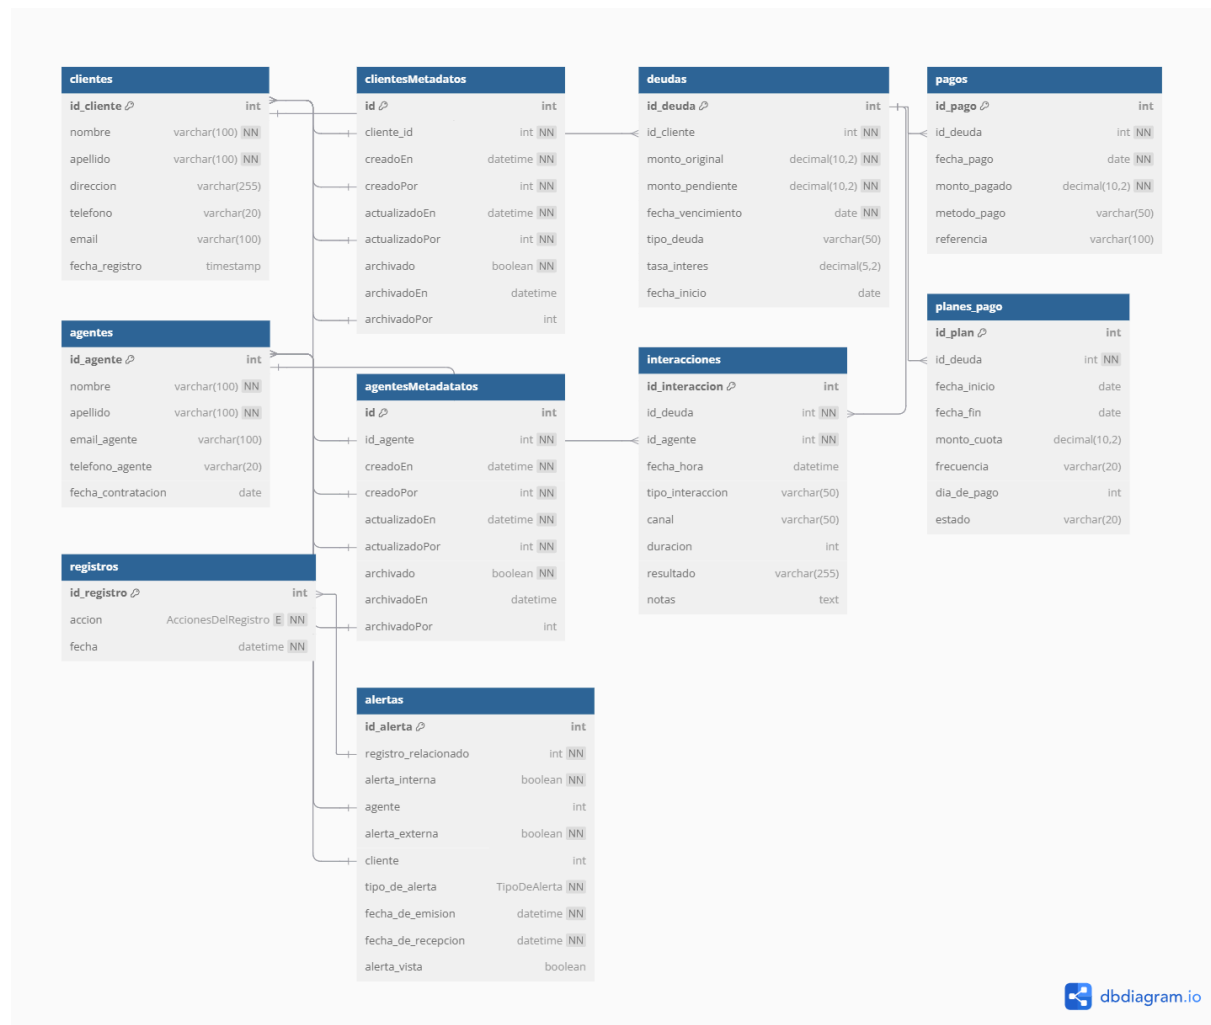 clientes
id_cliente int
nombre varchar(100) NN
apellido varchar(100) NN
direccion varchar(255)
telefono varchar(20)
email varchar(100)
fecha_registro timestamp
clientesMetadatos
id int
cliente_id int NN
creadoEn datetime NN
creadoPor int NN
actualizadoEn datetime NN
actualizadoPor int NN
archivado boolean NN
archivadoEn datetime
archivadoPor int
deudas
id_deuda int
id_cliente int NN
monto_original decimal(10,2) NN
monto_pendiente decimal(10,2) NN
fecha_vencimiento date NN
tipo_deuda varchar(50)
tasa_interes decimal(5,2)
fecha_inicio date
pagos
id_pago int
id_deuda int NN
fecha_pago date NN
monto_pagado decimal(10,2) NN
metodo_pago varchar(50)
referencia varchar(100)
agentes
id_agente int
nombre varchar(100) NN
apellido varchar(100) NN
email_agente varchar(100)
telefono_agente varchar(20)
fecha_contratacion date
agentesMetadatatos
id int
id_agente int NN
creadoEn datetime NN
creadoPor int NN
actualizadoEn datetime NN
actualizadoPor int NN
archivado boolean NN
archivadoEn datetime
archivadoPor int
interacciones
id_interaccion int
id_deuda int NN
id_agente int NN
fecha_hora datetime
tipo_interaccion varchar(50)
canal varchar(50)
duracion int
resultado varchar(255)
notas text
planes_pago
id_plan int
id_deuda int NN
fecha_inicio date
fecha_fin date
monto_cuota decimal(10,2)
frecuencia varchar(20)
dia_de_pago int
estado varchar(20)
registros
id_registro int
accion AccionesDelRegistro E NN
fecha datetime NN
alertas
id_alerta int
registro_relacionado int NN
alerta_interna boolean NN
agente int
alerta_externa boolean NN
cliente int
tipo_de_alerta TipoDeAlerta NN
fecha_de_emision datetime NN
fecha_de_recepcion datetime NN
alerta_vista boolean
dbdiagram.io